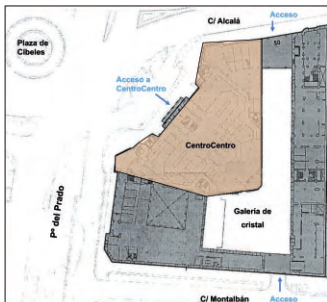 C/ Alcalá
Acceso
Plaza de
Cibeles
Acceso a
CentroCentro
CentroCentro
Pº del Prado
Galería de
cristal
C/ Montalbán
Acceso